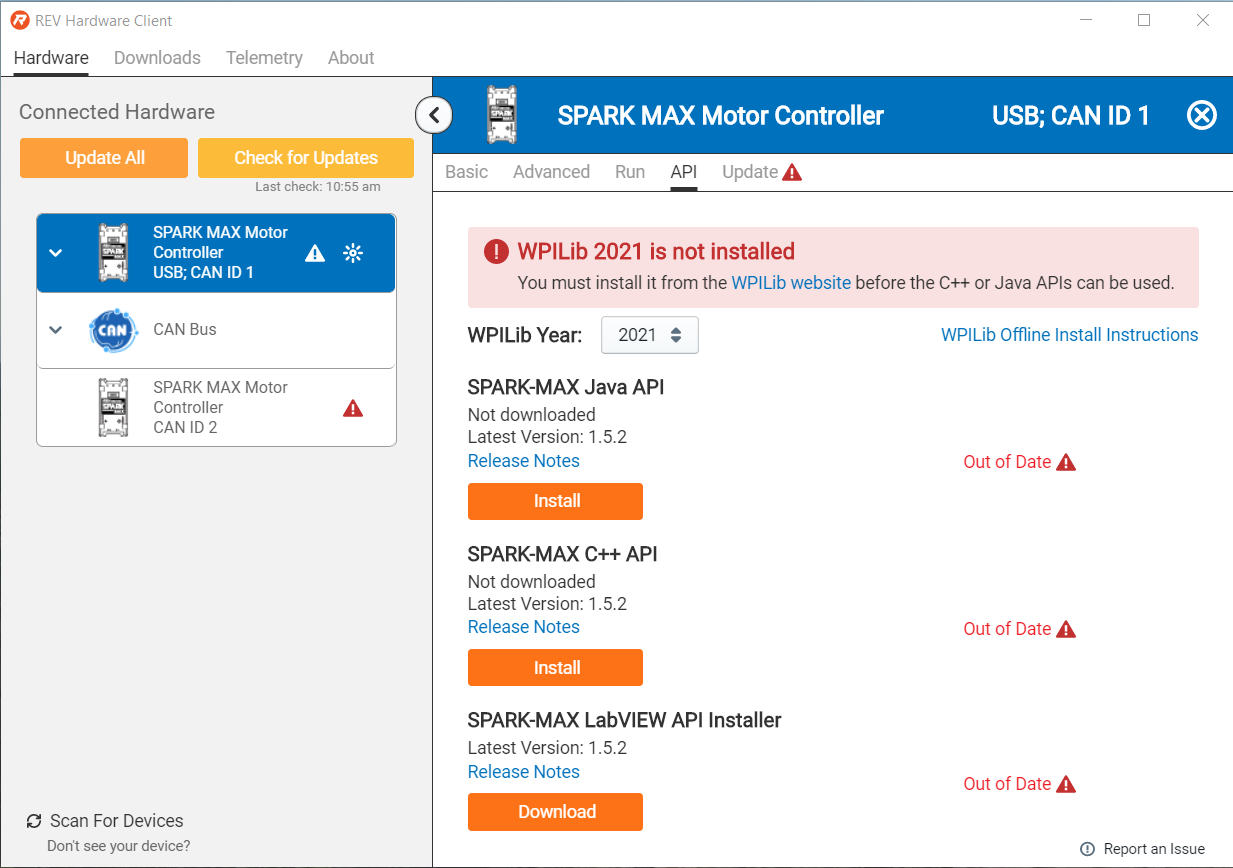 REV Hardware Client
Hardware Downloads Telemetry About
Connected Hardware
Update All Check for Updates
Last check: 10:55 am
SPARK MAX Motor
Controller
USB; CAN ID 1
CAN
CAN Bus
SPARK MAX Motor
Controller
CAN ID 2
Scan For Devices
Don't see your device?
SPARK MAX Motor Controller USB; CAN ID 1
Basic Advanced Run API Update
WPILib 2021 is not installed
You must install it from the WPILib website before the C++ or Java APIs can be used.
WPILib Year: 2021 WPILib Offline Install Instructions
SPARK-MAX Java API
Not downloaded
Latest Version: 1.5.2
Release Notes
Out of Date
Install
SPARK-MAX C++ API
Not downloaded
Latest Version: 1.5.2
Release Notes
Out of Date
Install
SPARK-MAX LabVIEW API Installer
Latest Version: 1.5.2
Release Notes
Out of Date
Download
Report an Issue